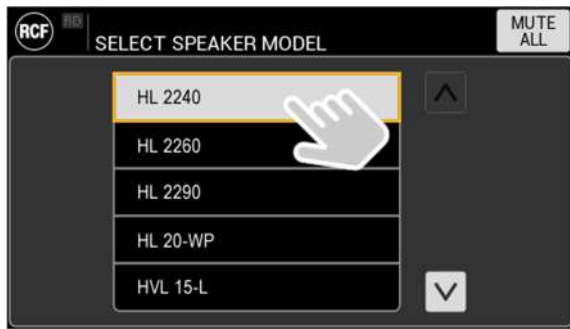 RCF
MUTE ALL
SELECT SPEAKER MODEL
HL 2240
HL 2260
HL 2290
HL 20-WP
HVL 15-L